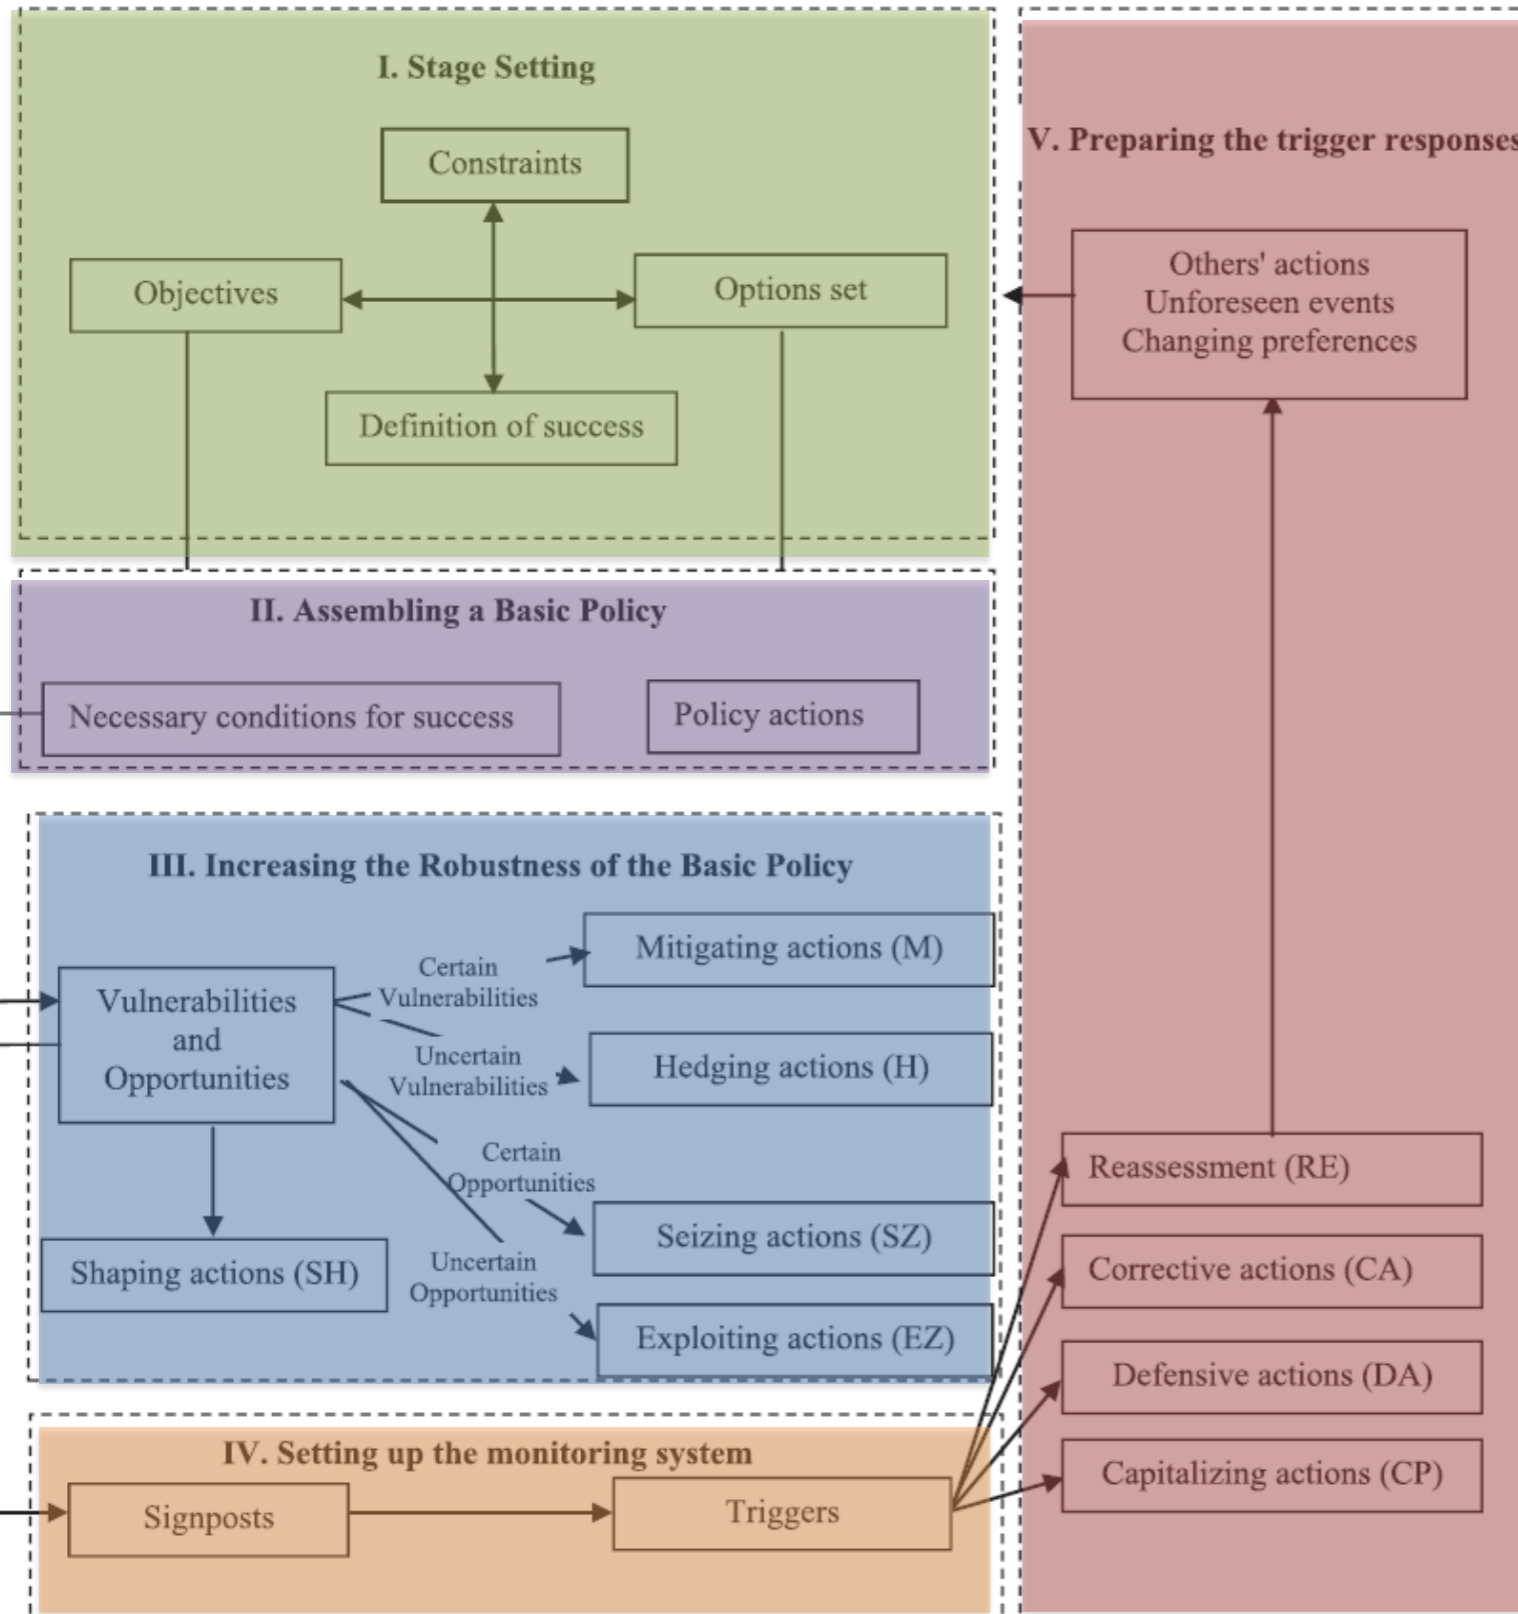 I. Stage Setting
Constraints
Objectives
Options set
Definition of success
II. Assembling a Basic Policy
Necessary conditions for success
Policy actions
III. Increasing the Robustness of the Basic Policy
Vulnerabilities
and
Opportunities
Certain
Vulnerabilities
Mitigating actions (M)
Uncertain
Vulnerabilities
Hedging actions (H)
Certain
Opportunities
Seizing actions (SZ)
Uncertain
Opportunities
Exploiting actions (EZ)
Shaping actions (SH)
IV. Setting up the monitoring system
Signposts
Triggers
V. Preparing the trigger responses
Others' actions
Unforeseen events
Changing preferences
Reassessment (RE)
Corrective actions (CA)
Defensive actions (DA)
Capitalizing actions (CP)